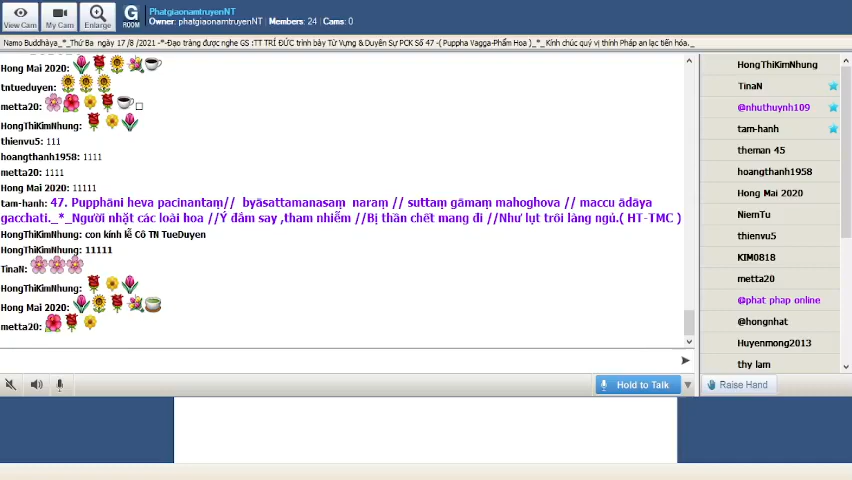 View Cam
My Cam
Enlarge
G
ROOM
PhatgiaonamtruyenNT
Owner: phatgiaonamtruyenNT | Members: 24 | Cams: 0
Namo Buddhàya_*_Thứ Ba ngày 17 /8 /2021 -*-Đạo tràng được nghe GS :TT TRÍ ĐỨC trình bày Từ Vựng & Duyên Sự PCK Số 47 -( Puppha Vagga-Phẩm Hoa )_*_ Kính chúc quý vị thính Pháp an lạc tiến hóa._
Hong Mai 2020:
tntueduyen:
metta20:
HongThiKimNhung:
thienvu5: 111
hoangthanh1958: 1111
metta20: 1111
Hong Mai 2020: 11111
tam-hanh: 47. Pupphāni heva pacinantaṃ// byāsattamanasaṃ naraṃ // suttaṃ gāmaṃ mahoghova // maccu ādāya
gacchati._*_Người nhặt các loài hoa //Ý đắm say ,tham nhiễm //Bị thần chết mang đi //Như lụt trôi làng ngủ.( HT-TMC )
HongThiKimNhung: con kính lễ Cô TN TueDuyen
HongThiKimNhung: 11111
TinaN:
HongThiKimNhung:
Hong Mai 2020:
metta20:
HongThiKimNhung
TinaN
@nhuthuynh109
tam-hanh
theman 45
hoangthanh1958
Hong Mai 2020
NiemTu
thienvu5
KIM0818
metta20
@phat phap online
@hongnhat
Huyenmong2013
thy lam
Hold to Talk
Raise Hand